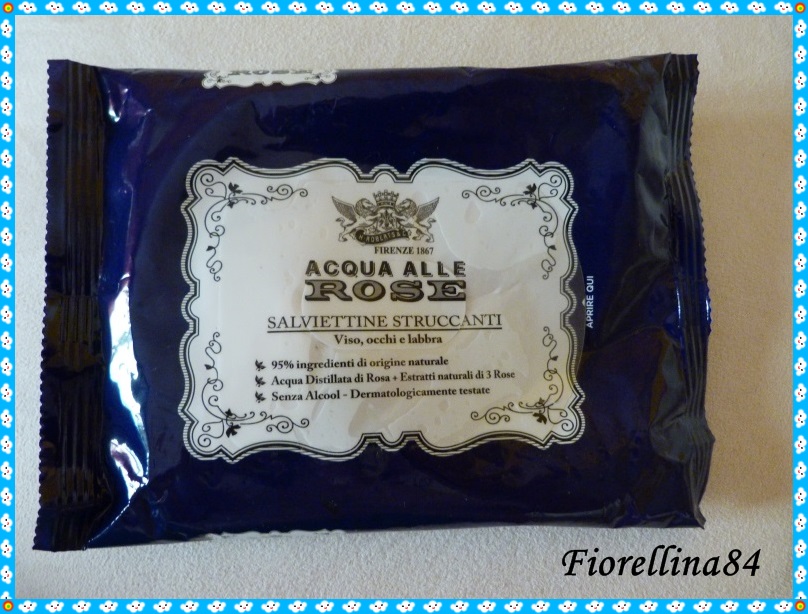 ROSE
FIRENZE 1867
ACQUA ALLE
ROSE
SALVIETTINE STRUCCANTI
Viso, occhi e labbra
95% ingredienti di origine naturale
Acqua Distillata di Rosa + Estratti naturali di 3 Rose
Senza Alcool - Dermatologicamente testate
APRIRE QUI
Fiorellina84